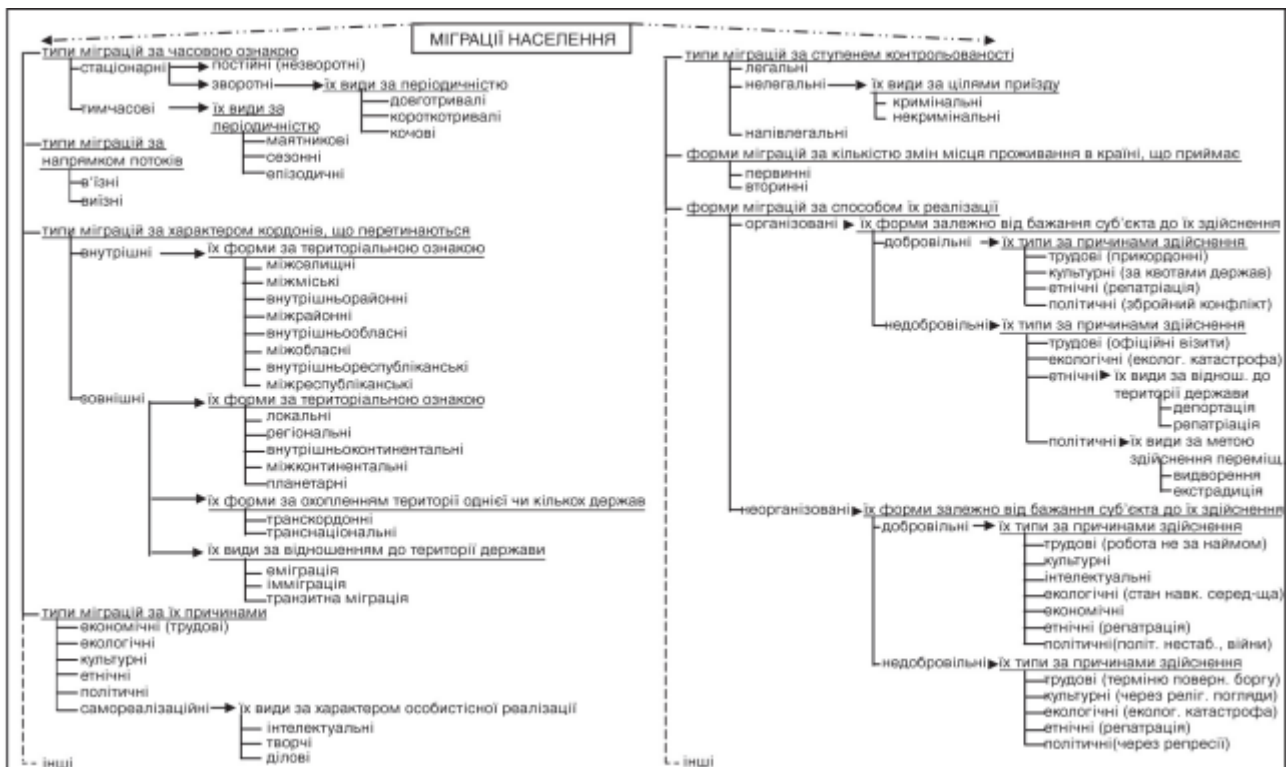 МІГРАЦІЇ НАСЕЛЕННЯ
типи міграцій за часовою ознакою
стаціонарні
постійні (незворотні)
зворотні
їх види за періодичністю
довготривалі
короткотривалі
кочові
тимчасові
їх види за
періодичністю
маятникові
сезонні
епізодичні
типи міграцій за
напрямком потоків
в'їзні
виїзні
типи міграцій за характером кордонів, що перетинаються
внутрішні
їх форми за територіальною ознакою
міжселищні
міжміські
внутрішньорайонні
міжрайонні
внутрішньообласні
міжобласні
внутрішньореспубліканські
міжреспубліканські
зовнішні
їх форми за територіальною ознакою
локальні
регіональні
внутрішньоконтинентальні
міжконтинентальні
планетарні
їх форми за охопленням території однієї чи кількох держав
транскордонні
транснаціональні
їх види за відношенням до території держави
еміграція
імміграція
транзитна міграція
типи міграцій за їх причинами
економічні (трудові)
екологічні
культурні
етнічні
політичні
самореалізаційні
їх види за характером особистісної реалізації
інтелектуальні
творчі
ділові
інші
типи міграцій за ступенем контрольованості
легальні
нелегальні
їх види за цілями приїзду
кримінальні
некримінальні
напівлегальні
форми міграцій за кількістю змін місця проживання в країні, що приймає
первинні
вторинні
форми міграцій за способом їх реалізації
організовані
їх форми залежно від бажання суб'єкта до їх здійснення
добровільні
їх типи за причинами здійснення
трудові (прикордонні)
культурні (за квотами держав)
етнічні (репатріація)
політичні (збройний конфлікт)
недобровільні
їх типи за причинами здійснення
трудові (офіційні візити)
екологічні (еколог. катастрофа)
етнічні
їх види за віднош. до
території держави
депортація
репатріація
політичні
їх види за метою
здійснення переміщ.
видворення
екстрадиція
неорганізовані
їх форми залежно від бажання суб'єкта до їх здійснення
добровільні
їх типи за причинами здійснення
трудові (робота не за наймом)
культурні
інтелектуальні
екологічні (стан навк. серед-ща)
економічні
етнічні (репатрація)
політичні(політ. нестаб., війни)
недобровільні
їх типи за причинами здійснення
трудові (терміню поверн. боргу)
культурні (через реліг. погляди)
екологічні (еколог. катастрофа)
етнічні (репатрація)
політичні(через репресії)
інші